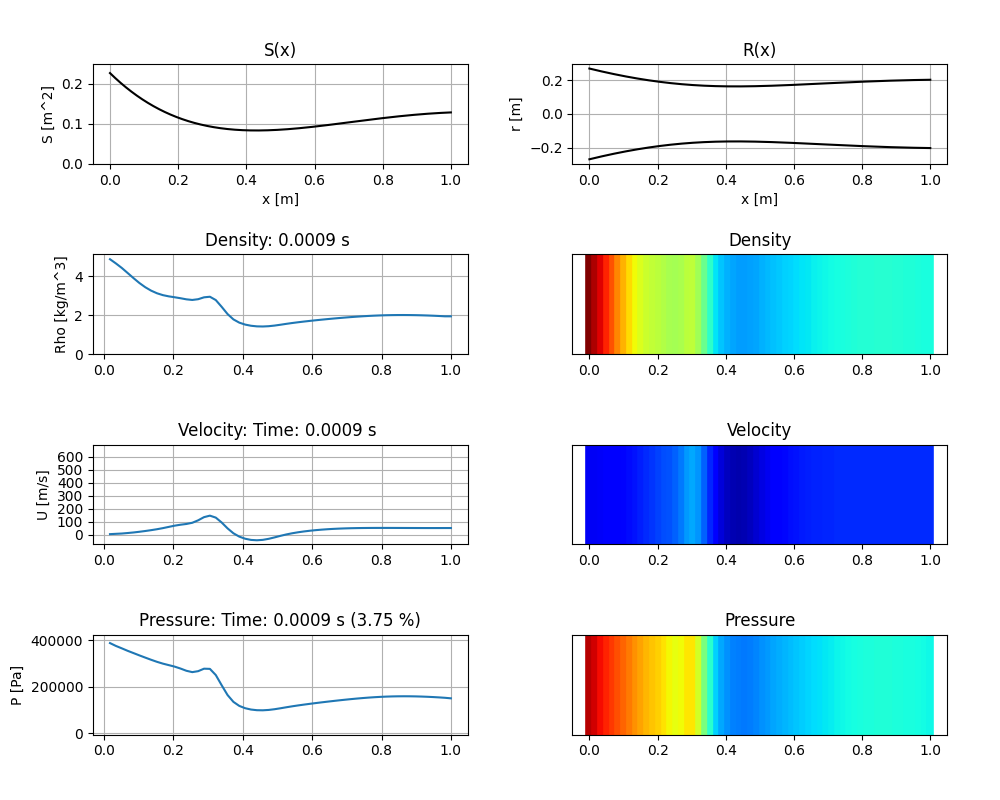 S(x)
R(x)
S [m^2]
0.2
0.1
0.0
0.0 0.2 0.4 0.6 0.8 1.0
x [m]
r [m]
0.2
0.0
−0.2
0.0 0.2 0.4 0.6 0.8 1.0
x [m]
Density: 0.0009 s
Rho [kg/m^3]
4
2
0
0.0 0.2 0.4 0.6 0.8 1.0
Density
0.0 0.2 0.4 0.6 0.8 1.0
Velocity: Time: 0.0009 s
U [m/s]
600
500
400
300
200
100
0
0.0 0.2 0.4 0.6 0.8 1.0
Velocity
0.0 0.2 0.4 0.6 0.8 1.0
Pressure: Time: 0.0009 s (3.75 %)
P [Pa]
400000
200000
0
0.0 0.2 0.4 0.6 0.8 1.0
Pressure
0.0 0.2 0.4 0.6 0.8 1.0